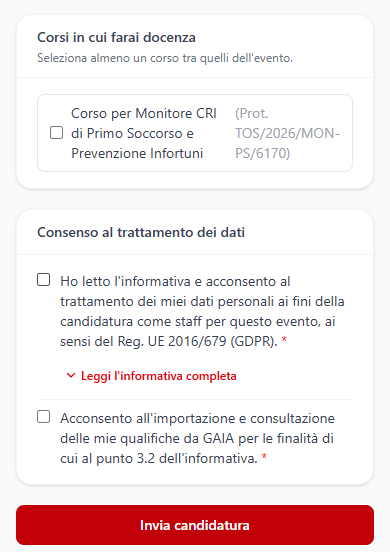 Corsi in cui farai docenza
Seleziona almeno un corso tra quelli dell'evento.
Corso per Monitore CRI di Primo Soccorso e Prevenzione Infortuni
(Prot. TOS/2026/MON-PS/6170)
Consenso al trattamento dei dati
Ho letto l'informativa e acconsento al
trattamento dei miei dati personali ai fini della
candidatura come staff per questo evento, ai
sensi del Reg. UE 2016/679 (GDPR). *
Leggi l'informativa completa
Acconsento all'importazione e consultazione
delle mie qualifiche da GAIA per le finalità di
cui al punto 3.2 dell'informativa. *
Invia candidatura